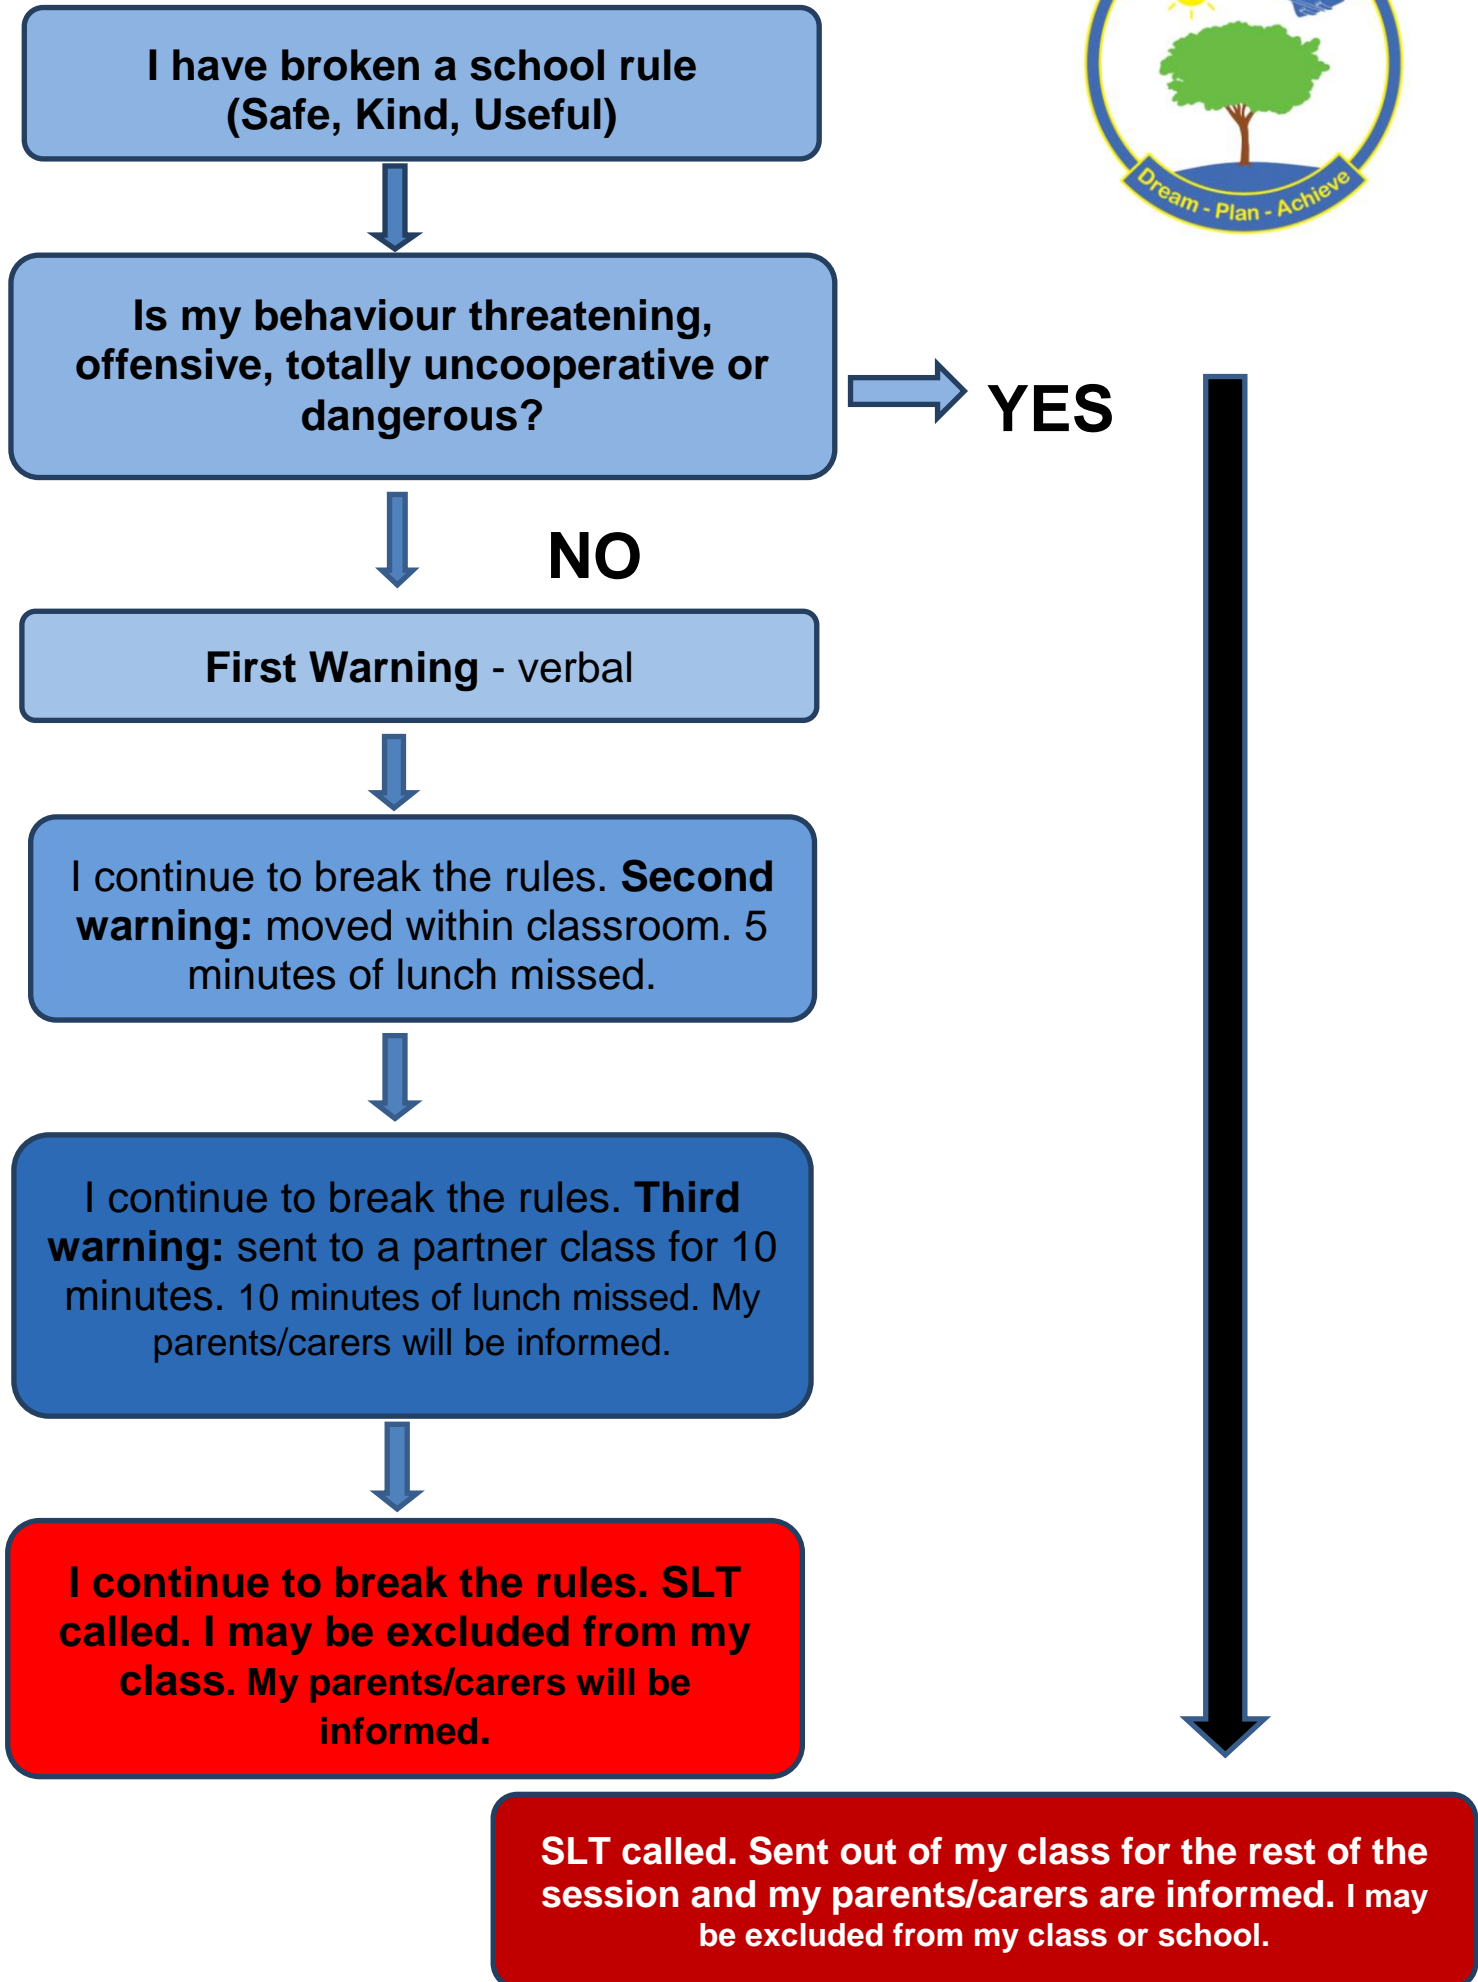 I have broken a school rule
(Safe, Kind, Useful)
Dream - Plan - Achieve
Is my behaviour threatening,
offensive, totally uncooperative or
dangerous?
YES
NO
First Warning - verbal
I continue to break the rules. Second
warning: moved within classroom. 5
minutes of lunch missed.
I continue to break the rules. Third
warning: sent to a partner class for 10
minutes. 10 minutes of lunch missed. My
parents/carers will be informed.
I continue to break the rules. SLT
called. I may be excluded from my
class. My parents/carers will be
informed.
SLT called. Sent out of my class for the rest of the
session and my parents/carers are informed. I may
be excluded from my class or school.